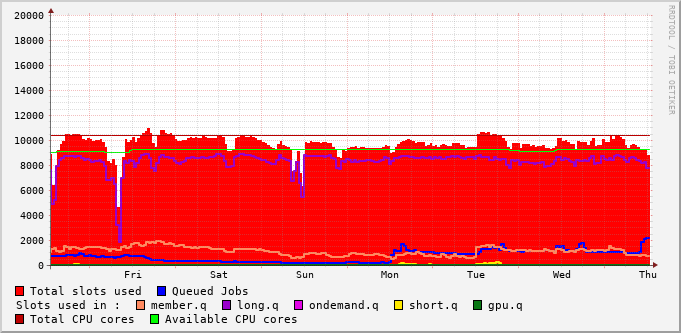 20000
18000
16000
14000
12000
10000
8000
6000
4000
2000
0
Fri Sat Sun Mon Tue Wed Thu
Total slots used Queued Jobs
Slots used in : member.q long.q ondemand.q short.q gpu.q
Total CPU cores Available CPU cores
RRDTOOL / TOBI OETIKER